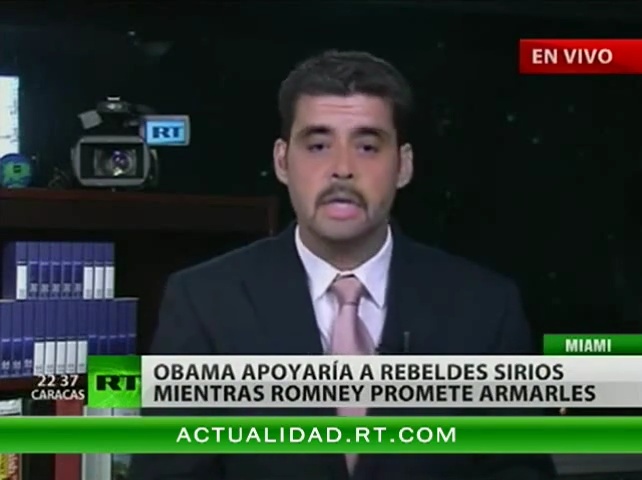 EN VIVO
RT
MIAMI
22:37
CARACAS
RT
OBAMA APOYARÍA A REBELDES SIRIOS
MIENTRAS ROMNEY PROMETE ARMARLES
ACTUALIDAD.RT.COM